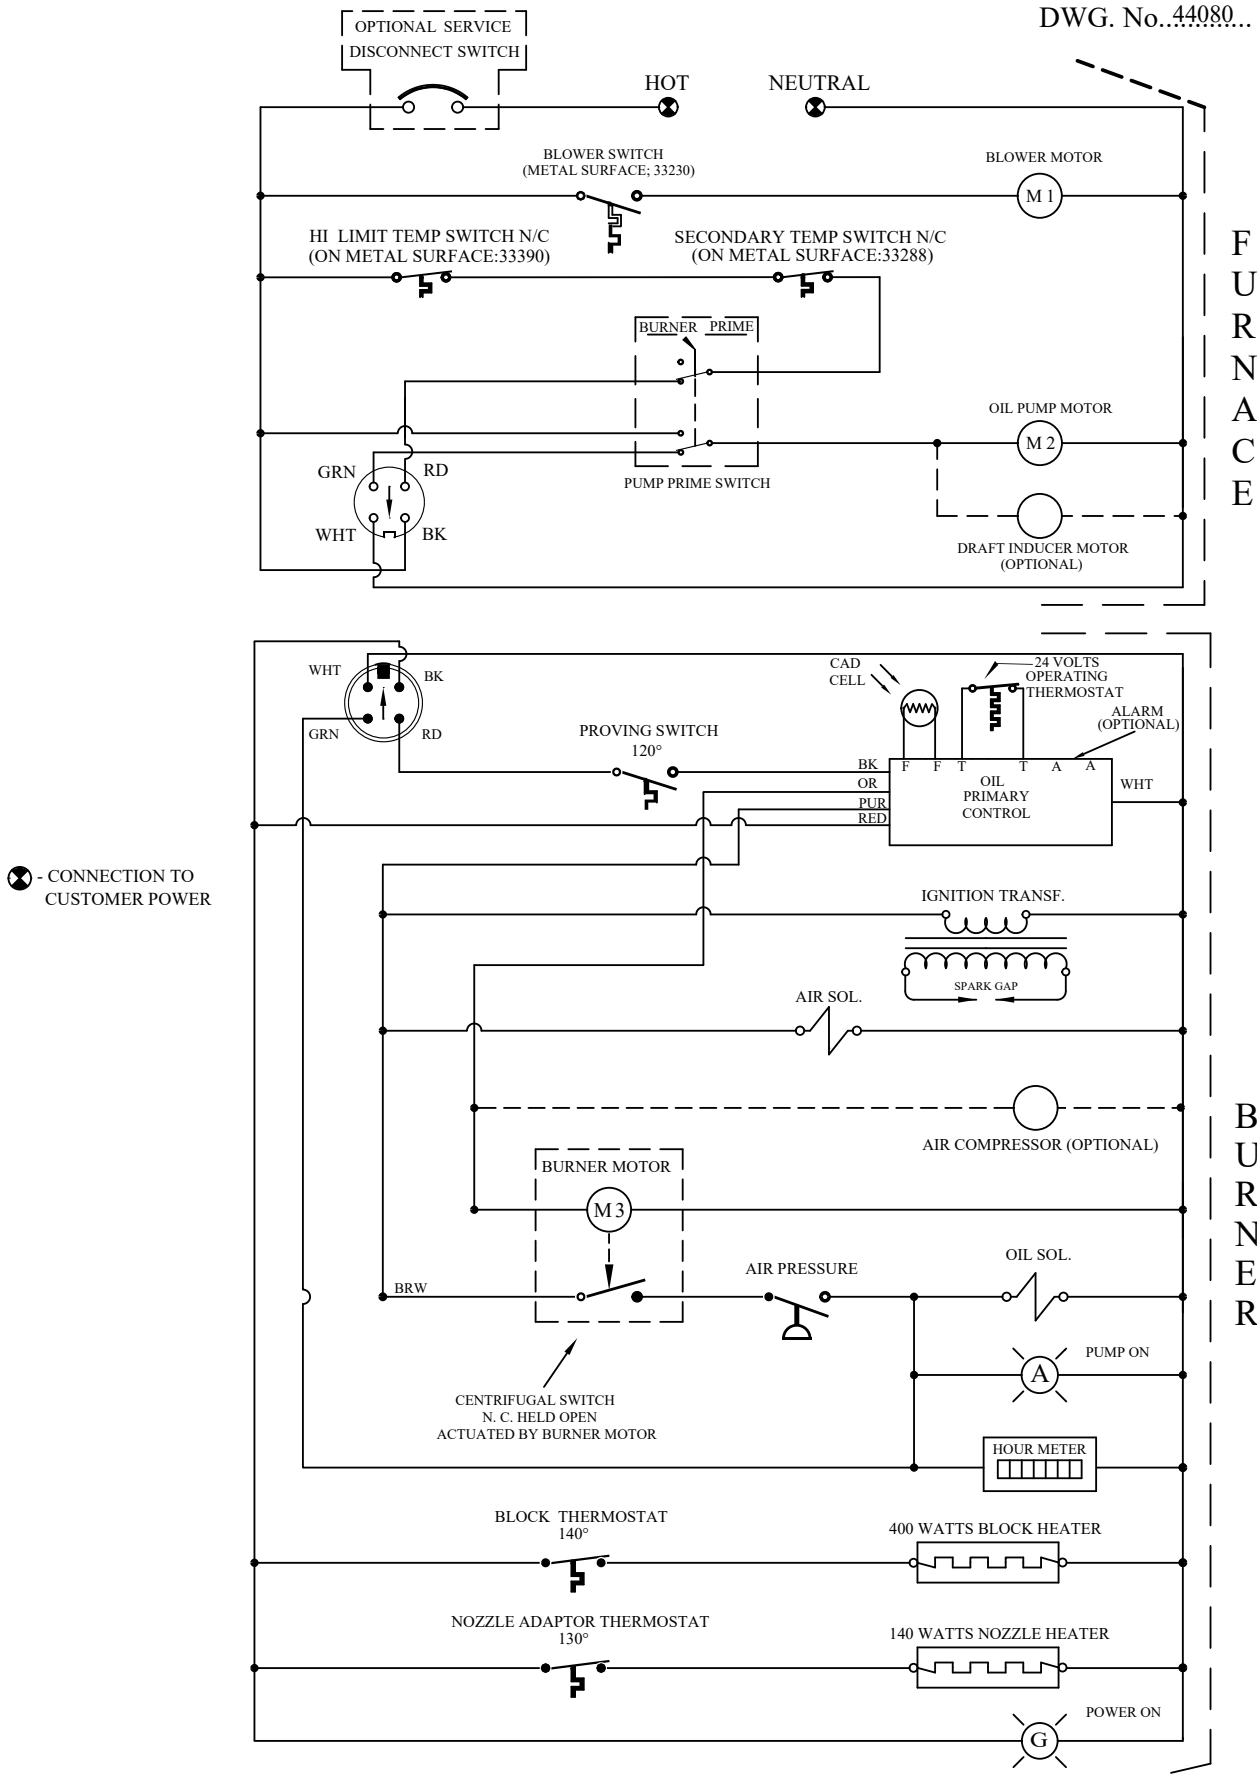 DWG. No..44080...
OPTIONAL SERVICE
DISCONNECT SWITCH
HOT
NEUTRAL
BLOWER SWITCH
(METAL SURFACE; 33230)
BLOWER MOTOR
M 1
HI LIMIT TEMP SWITCH N/C
(ON METAL SURFACE:33390)
SECONDARY TEMP SWITCH N/C
(ON METAL SURFACE:33288)
BURNER PRIME
OIL PUMP MOTOR
M 2
PUMP PRIME SWITCH
GRN
RD
WHT
BK
DRAFT INDUCER MOTOR
(OPTIONAL)
FURNACE
WHT
BK
GRN
RD
CAD
CELL
24 VOLTS
OPERATING
THERMOSTAT
ALARM
(OPTIONAL)
PROVING SWITCH
120°
BK
OR
PUR
RED
F F T T A A
OIL
PRIMARY
CONTROL
WHT
- CONNECTION TO
CUSTOMER POWER
IGNITION TRANSF.
SPARK GAP
AIR SOL.
AIR COMPRESSOR (OPTIONAL)
BURNER MOTOR
M 3
BRW
AIR PRESSURE
OIL SOL.
PUMP ON
A
CENTRIFUGAL SWITCH
N. C. HELD OPEN
ACTUATED BY BURNER MOTOR
HOUR METER
BURNER
BLOCK THERMOSTAT
140°
400 WATTS BLOCK HEATER
NOZZLE ADAPTOR THERMOSTAT
130°
140 WATTS NOZZLE HEATER
POWER ON
G